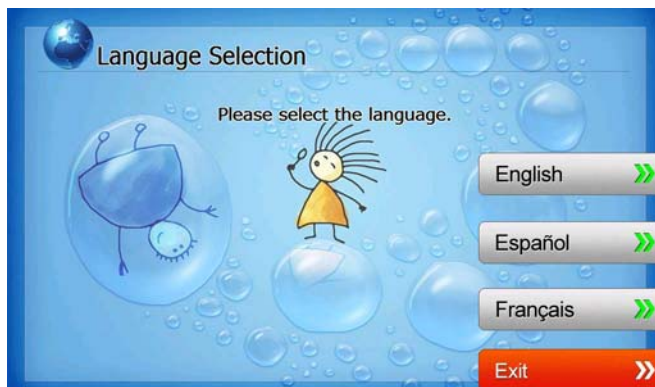 Language Selection
Please select the language.
English
Español
Français
Exit